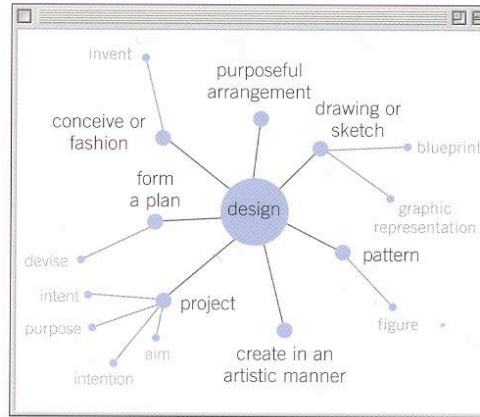 invent
purposeful
arrangement
drawing or
sketch
conceive or
fashion
blueprint
form
a plan
design
graphic
representation
pattern
devise
intent
project
purpose
figure
aim
create in an
artistic manner
intention